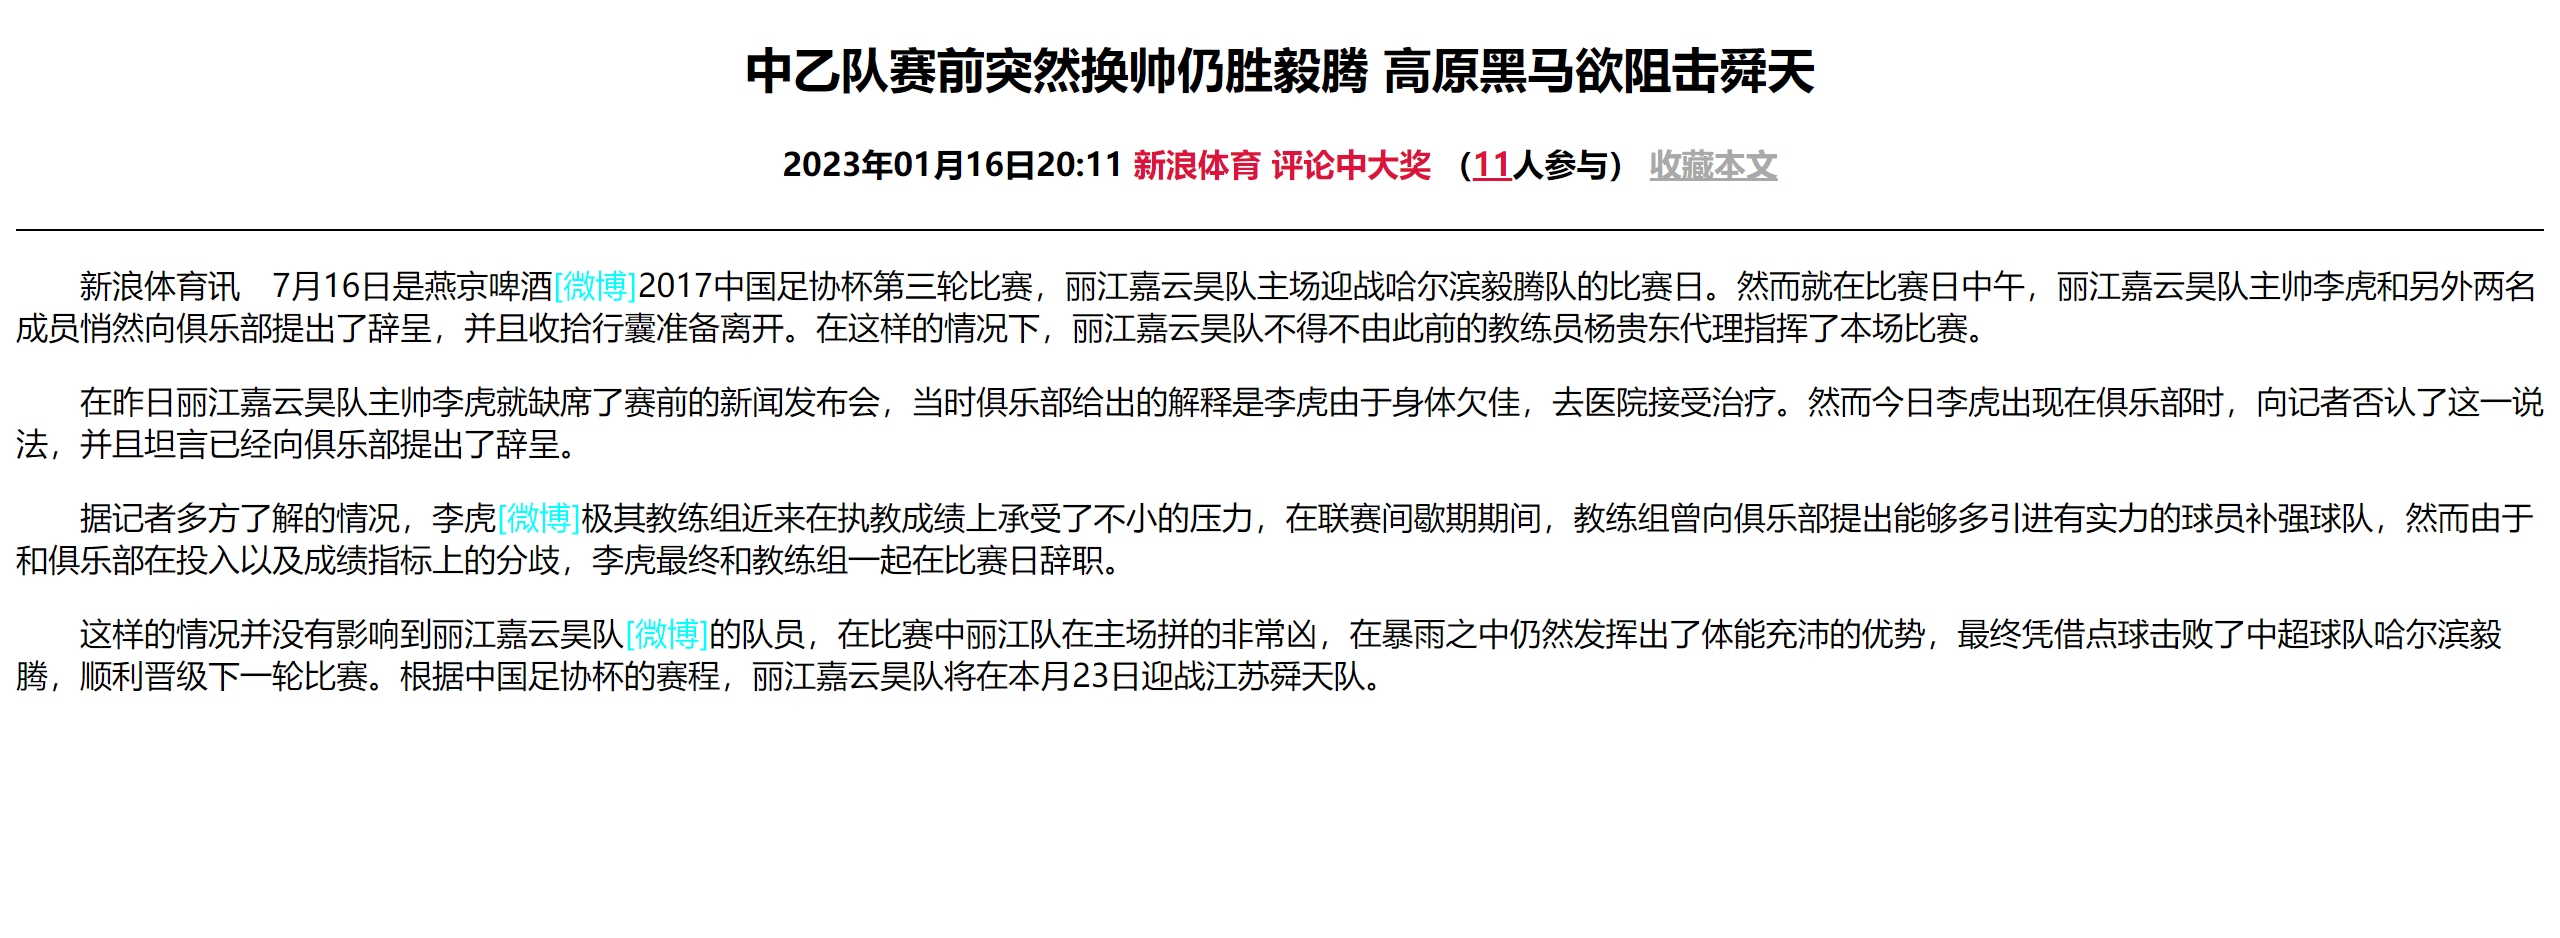 中乙队赛前突然换帅仍胜毅腾 高原黑马欲阻击舜天
2023年01月16日20:11 新浪体育 评论中大奖 （11人参与） 收藏本文
新浪体育讯　7月16日是燕京啤酒[微博]2017中国足协杯第三轮比赛，丽江嘉云昊队主场迎战哈尔滨毅腾队的比赛日。然而就在比赛日中午，丽江嘉云昊队主帅李虎和另外两名
成员悄然向俱乐部提出了辞呈，并且收拾行囊准备离开。在这样的情况下，丽江嘉云昊队不得不由此前的教练员杨贵东代理指挥了本场比赛。
在昨日丽江嘉云昊队主帅李虎就缺席了赛前的新闻发布会，当时俱乐部给出的解释是李虎由于身体欠佳，去医院接受治疗。然而今日李虎出现在俱乐部时，向记者否认了这一说
法，并且坦言已经向俱乐部提出了辞呈。
据记者多方了解的情况，李虎[微博]极其教练组近来在执教成绩上承受了不小的压力，在联赛间歇期期间，教练组曾向俱乐部提出能够多引进有实力的球员补强球队，然而由于
和俱乐部在投入以及成绩指标上的分歧，李虎最终和教练组一起在比赛日辞职。
这样的情况并没有影响到丽江嘉云昊队[微博]的队员，在比赛中丽江队在主场拼的非常凶，在暴雨之中仍然发挥出了体能充沛的优势，最终凭借点球击败了中超球队哈尔滨毅
腾，顺利晋级下一轮比赛。根据中国足协杯的赛程，丽江嘉云昊队将在本月23日迎战江苏舜天队。